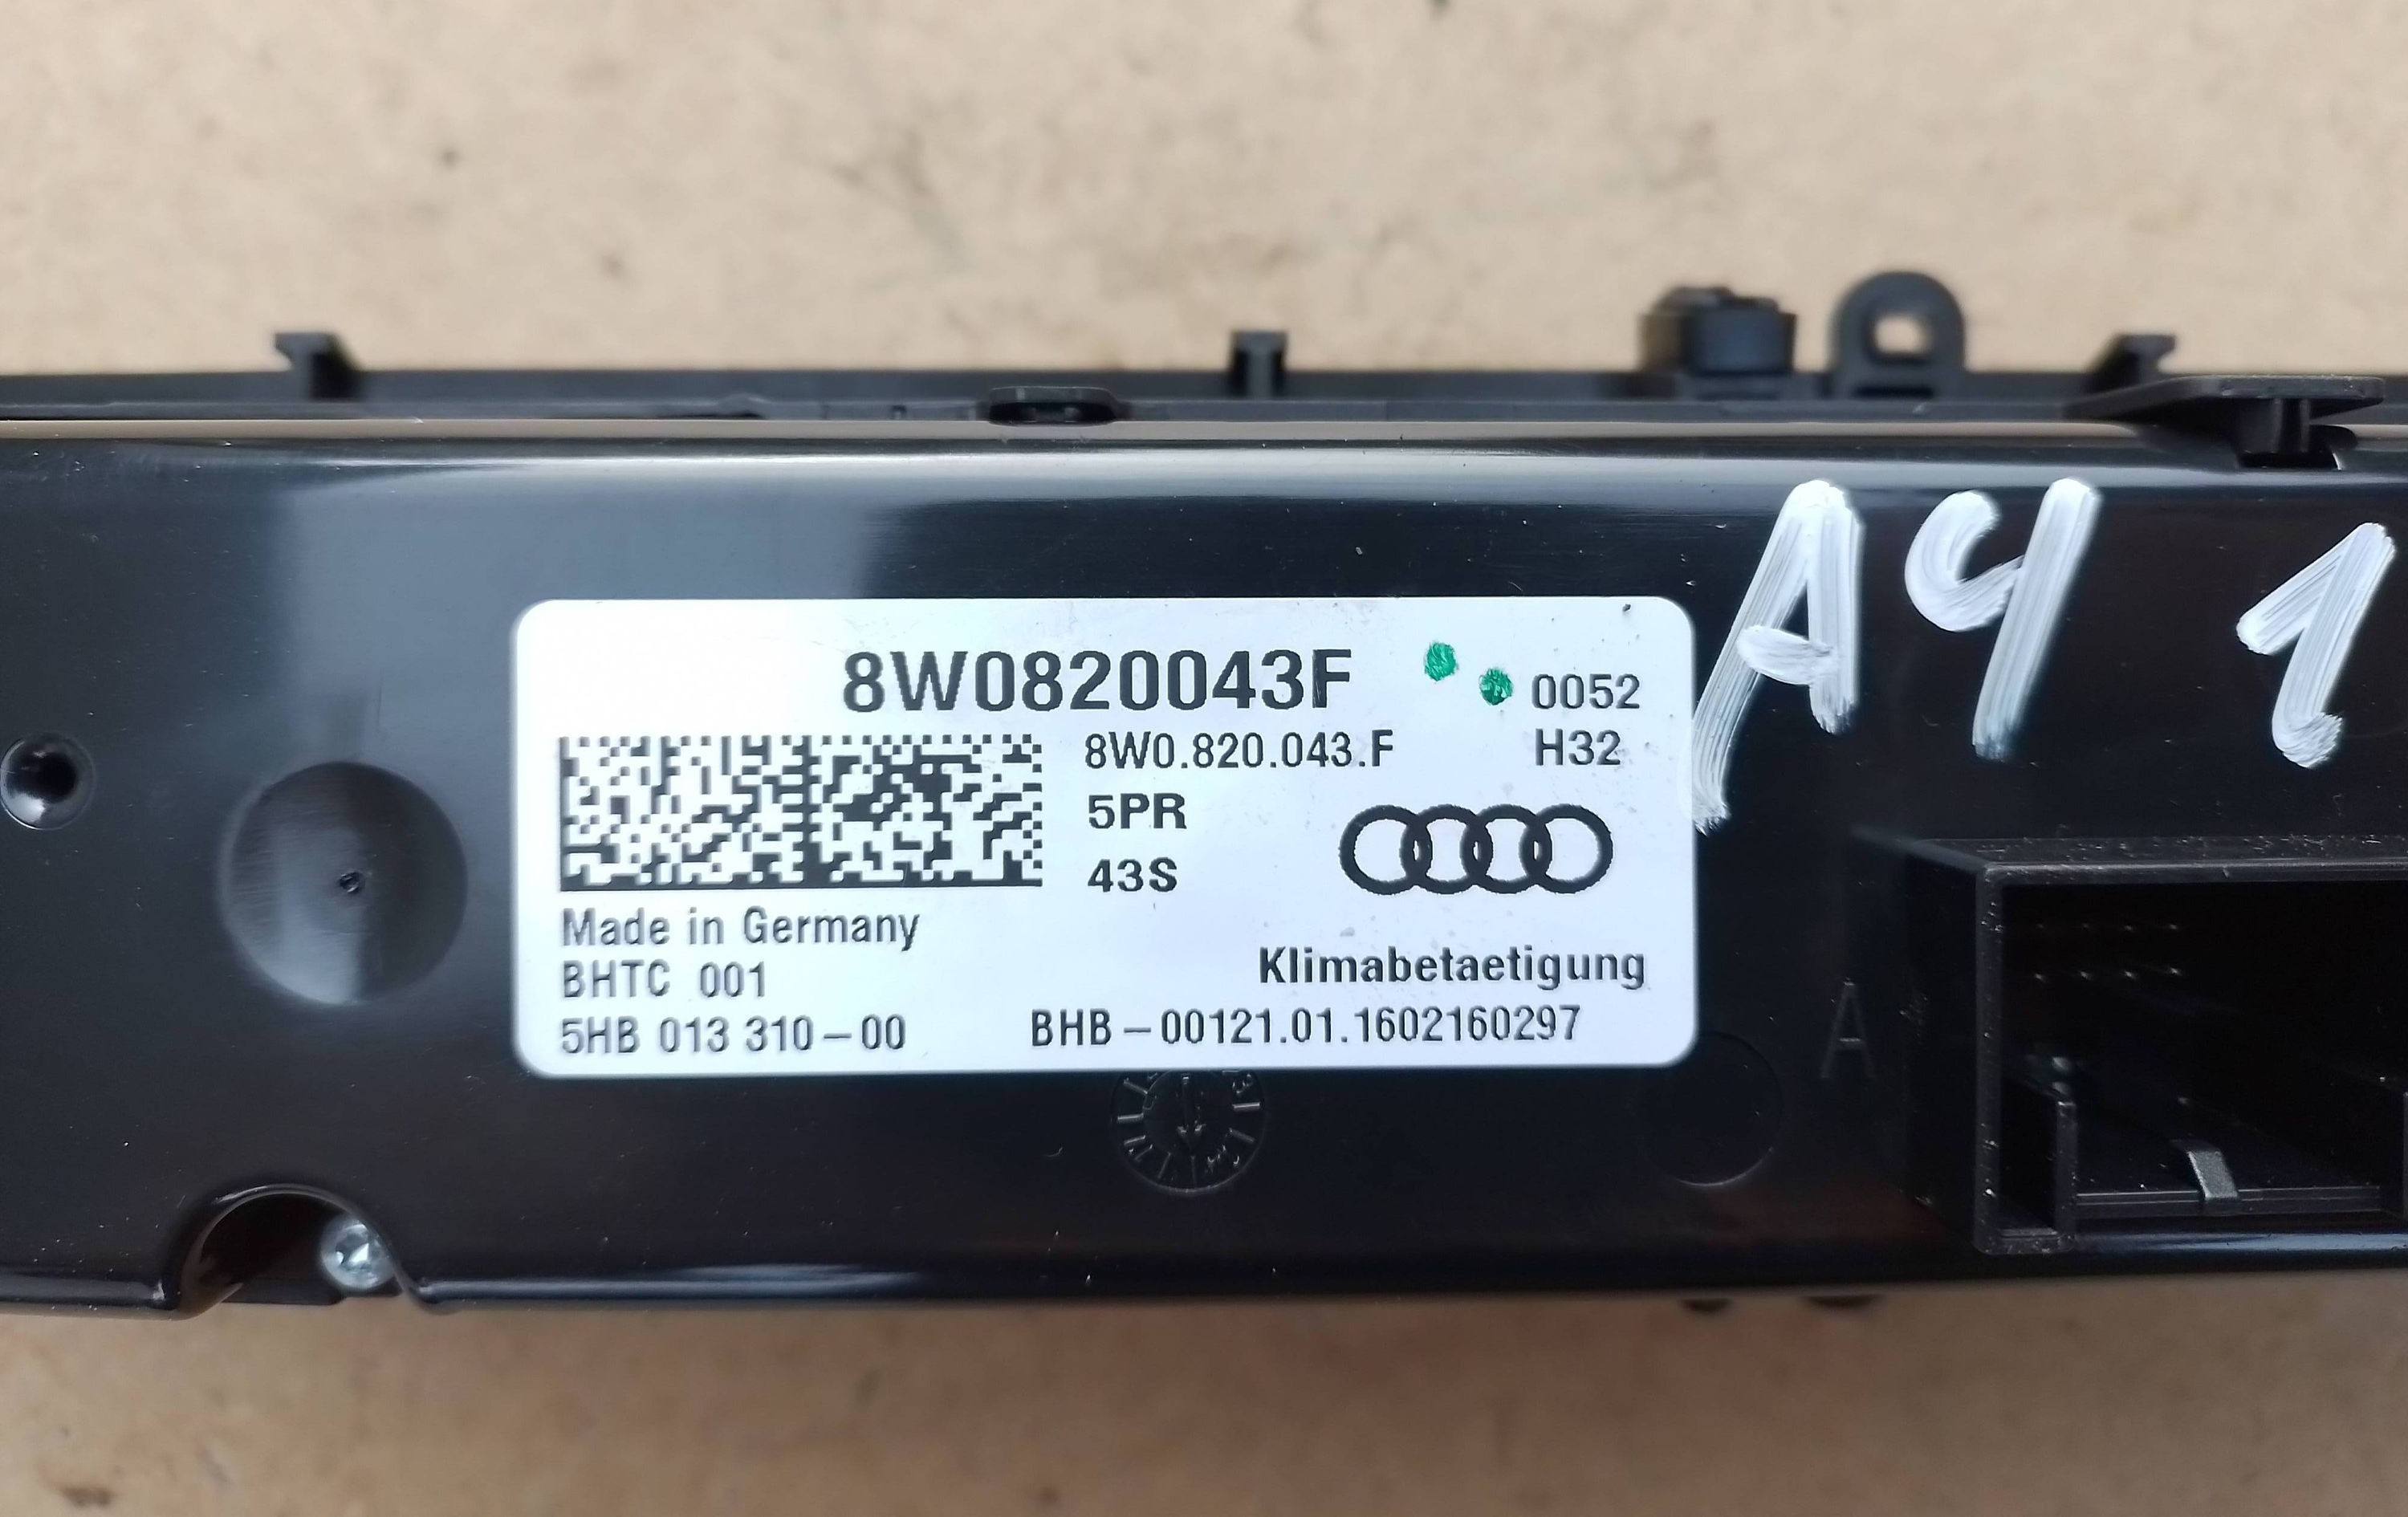 8W0820043F
0052
8W0.820.043.F
H32
5PR
43S
Made in Germany
BHTC 001
Klimabetaetigung
5HB 013 310-00
BHB-00121.01.1602160297
A4 1
A